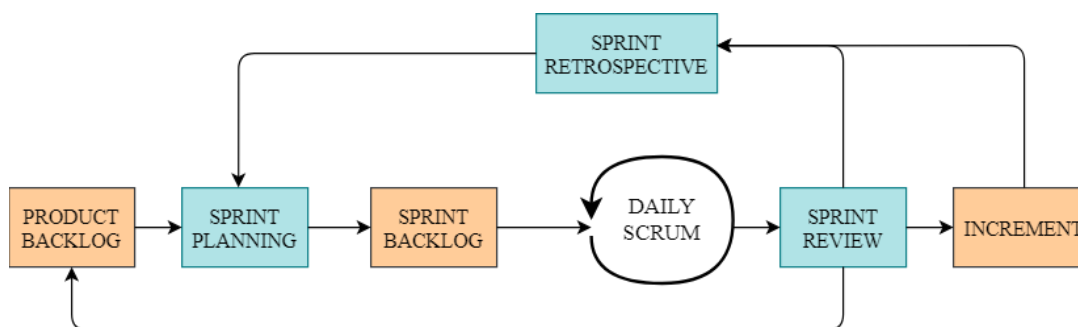 SPRINT
RETROSPECTIVE
PRODUCT
BACKLOG
SPRINT
PLANNING
SPRINT
BACKLOG
DAILY
SCRUM
SPRINT
REVIEW
INCREMENT